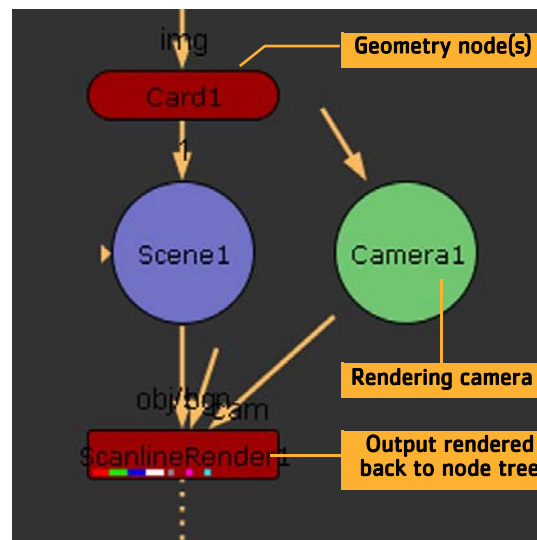 img
Geometry node(s)
Card1
1
Scene1
Camera1
Rendering camera
obj/bgn
cam
ScanlineRender1
Output rendered
back to node tree